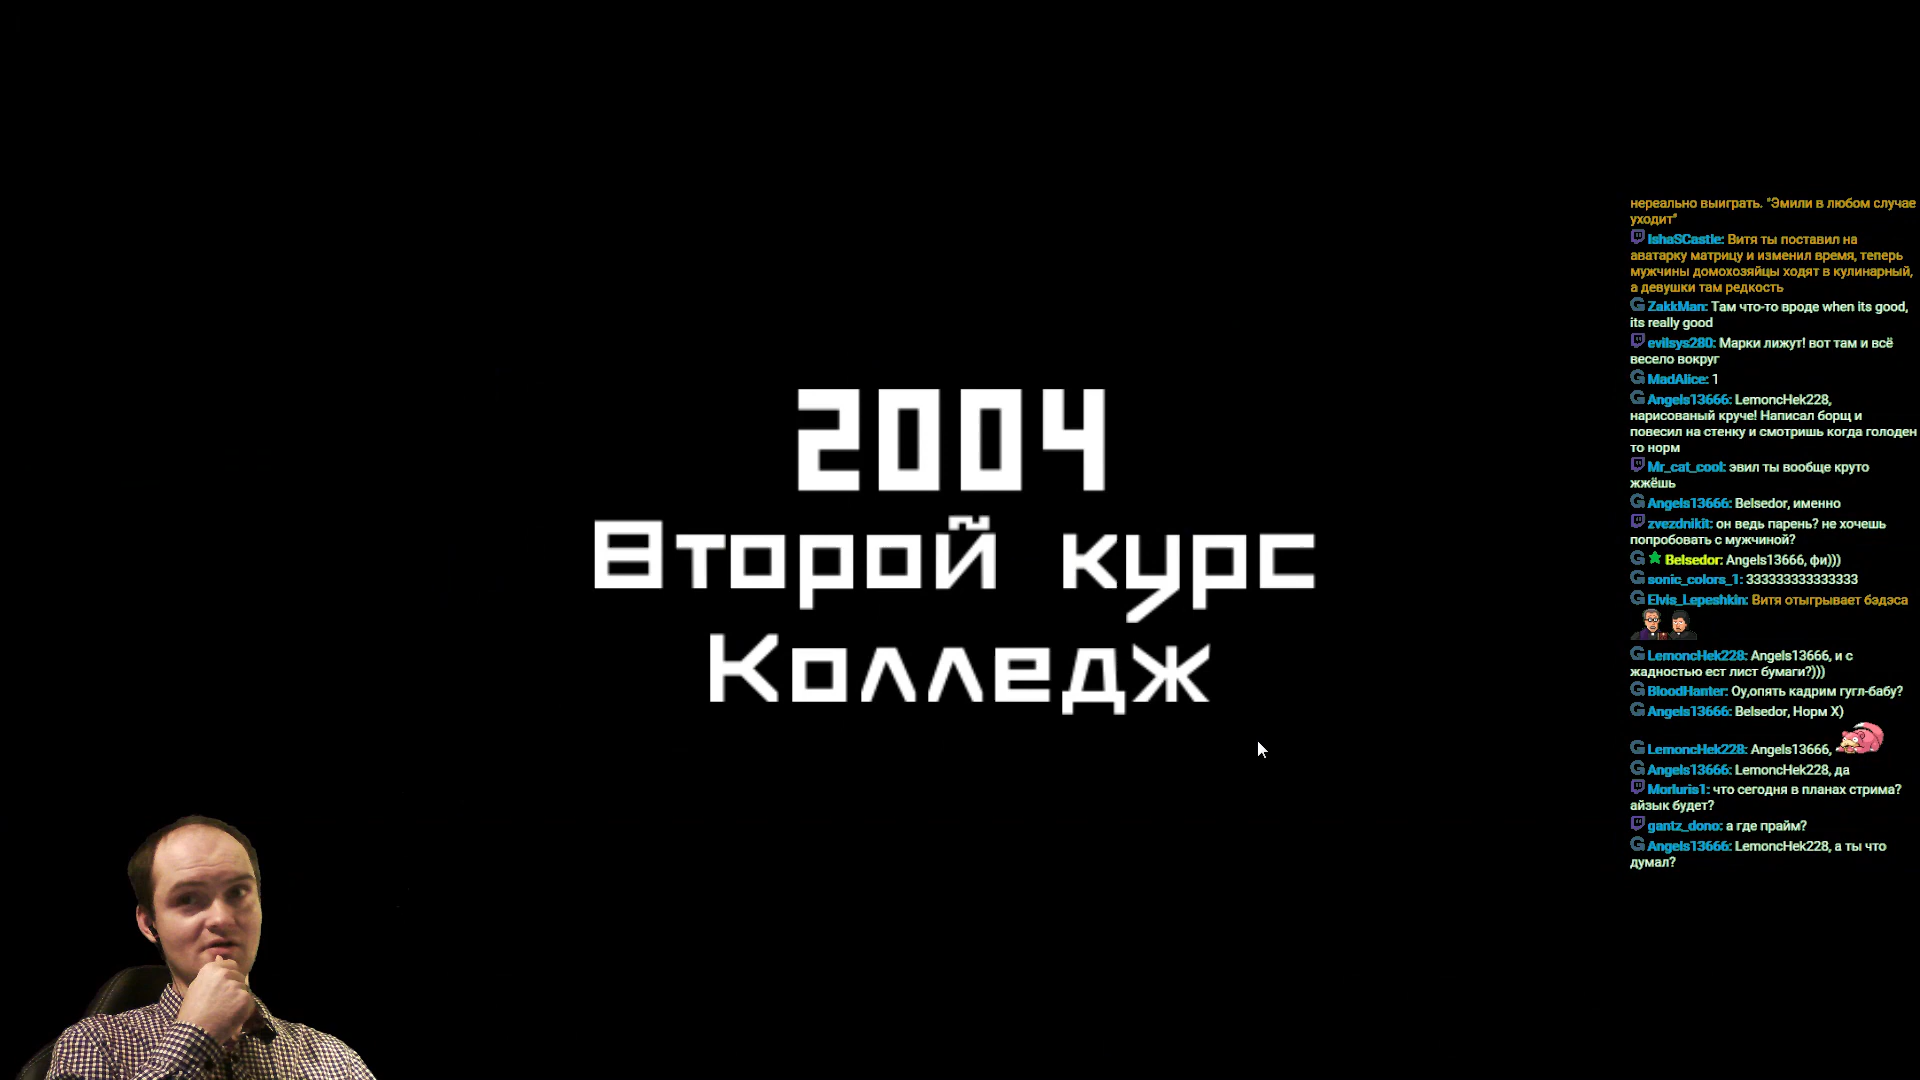 2004
Второй курс
Колледж
нереально выиграть. "Эмили в любом случае
уходит"
IshaSCastle: Витя ты поставил на
аватарку матрицу и изменил время, теперь
мужчины домохозяйцы ходят в кулинарный,
а девушки там редкость
ZakkMan: Там что-то вроде when its good,
its really good
evilsys280: Марки лижут! вот там и всё
весело вокруг
MadAlice: 1
Angels13666: LemoncHek228,
нарисованый круче! Написал борщ и
повесил на стенку и смотришь когда голоден
то норм
Mr_cat_cool: эвил ты вообще круто
жжёшь
Angels13666: Belsedor, именно
zvezdnikit: он ведь парень? не хочешь
попробовать с мужчиной?
Belsedor: Angels13666, фи)))
sonic_colors_1: 333333333333333
Elvis_Lepeshkin: Витя отыгрывает бэдэса
LemoncHek228: Angels13666, и с
жадностью ест лист бумаги?)))
BloodHanter: Оу,опять кадрим гугл-бабу?
Angels13666: Belsedor, Норм X)
LemoncHek228: Angels13666,
Angels13666: LemoncHek228, да
Morluris1: что сегодня в планах стрима?
айзык будет?
gantz_dono: а где прайм?
Angels13666: LemoncHek228, а ты что
думал?